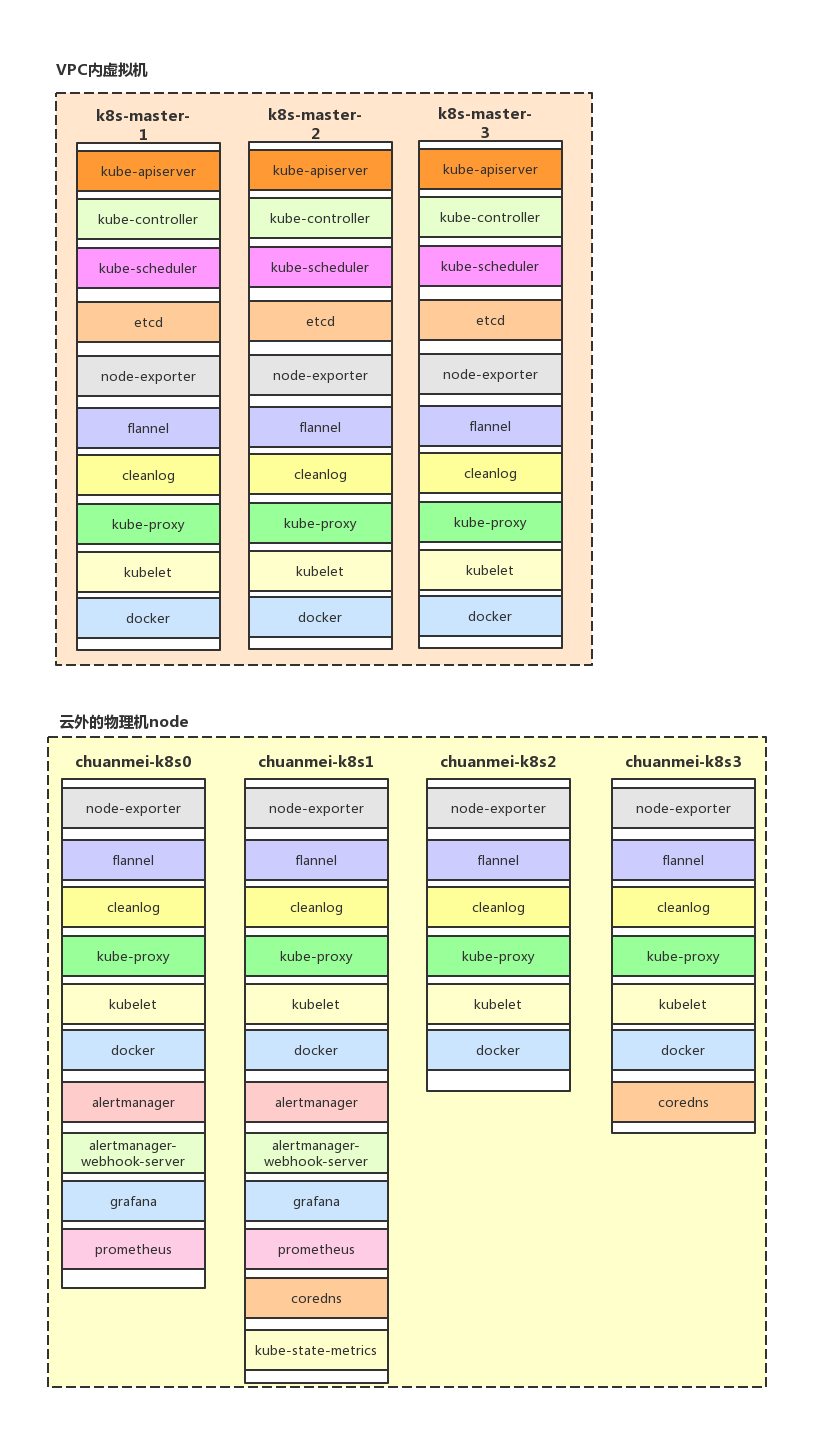 VPC内虚拟机
k8s-master-
1
kube-apiserver
kube-controller
kube-scheduler
etcd
node-exporter
flannel
cleanlog
kube-proxy
kubelet
docker
k8s-master-
2
kube-apiserver
kube-controller
kube-scheduler
etcd
node-exporter
flannel
cleanlog
kube-proxy
kubelet
docker
k8s-master-
3
kube-apiserver
kube-controller
kube-scheduler
etcd
node-exporter
flannel
cleanlog
kube-proxy
kubelet
docker
云外的物理机node
chuanmei-k8s0
node-exporter
flannel
cleanlog
kube-proxy
kubelet
docker
alertmanager
alertmanager-
webhook-server
grafana
prometheus
chuanmei-k8s1
node-exporter
flannel
cleanlog
kube-proxy
kubelet
docker
alertmanager
alertmanager-
webhook-server
grafana
prometheus
coredns
kube-state-metrics
chuanmei-k8s2
node-exporter
flannel
cleanlog
kube-proxy
kubelet
docker
chuanmei-k8s3
node-exporter
flannel
cleanlog
kube-proxy
kubelet
docker
coredns